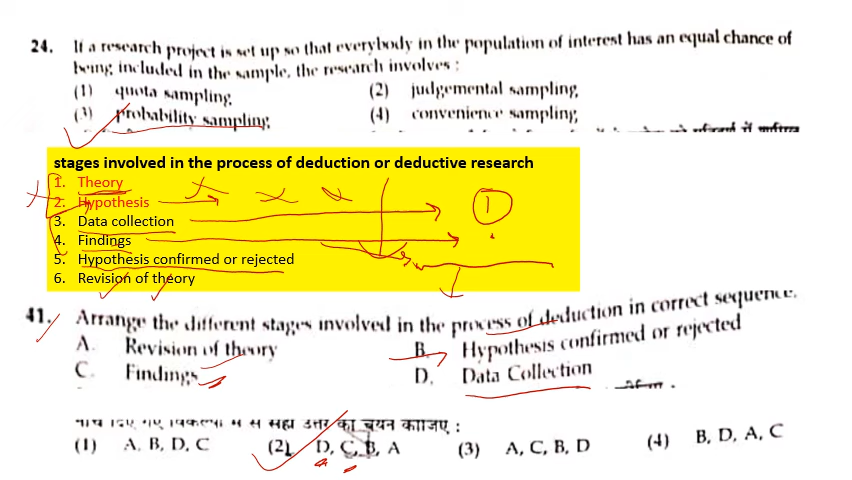 24. If a research project is set up so that everybody in the population of interest has an equal chance of
being included in the sample, the research involves :
(1) quota sampling (2) judgemental sampling
(3) probability sampling (4) convenience sampling
stages involved in the process of deduction or deductive research
1. Theory
2. Hypothesis
3. Data collection
4. Findings
5. Hypothesis confirmed or rejected
6. Revision of theory
1
41. Arrange the different stages involved in the process of deduction in correct sequence.
A. Revision of theory B. Hypothesis confirmed or rejected
C. Findings D. Data Collection
उत्तर का चयन कीजिए :
(1) A, B, D, C (2) D, C, B, A (3) A, C, B, D (4) B, D, A, C